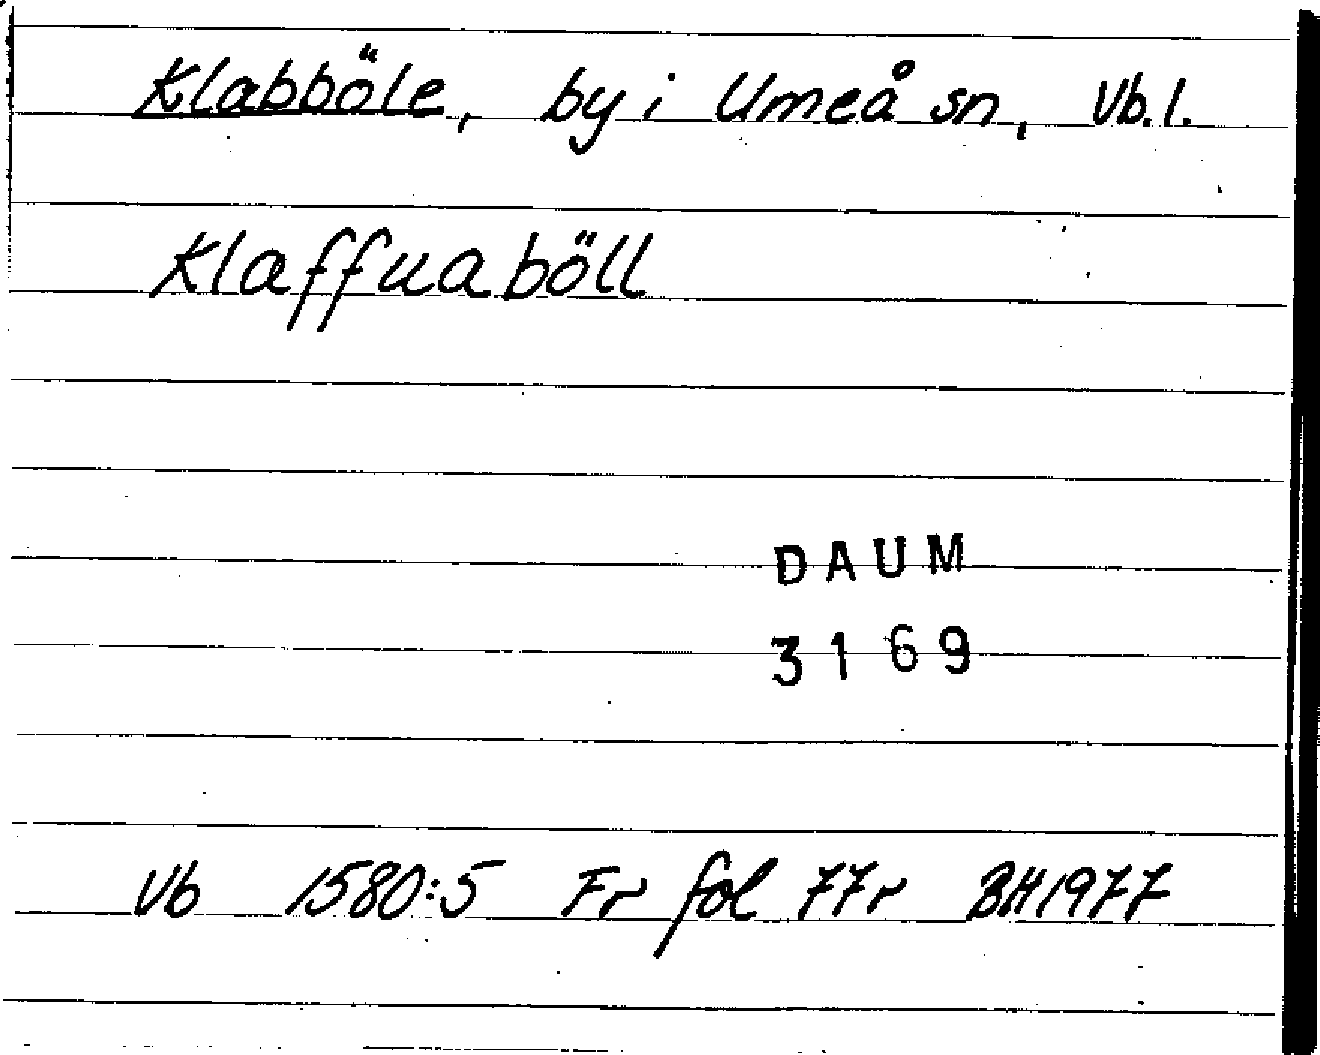 Klabböle, by i Umeå sn, Vb.l.
Klaffuaböll
DAUM
3169
Vb 1580:5 Fr fol 77r BH1977